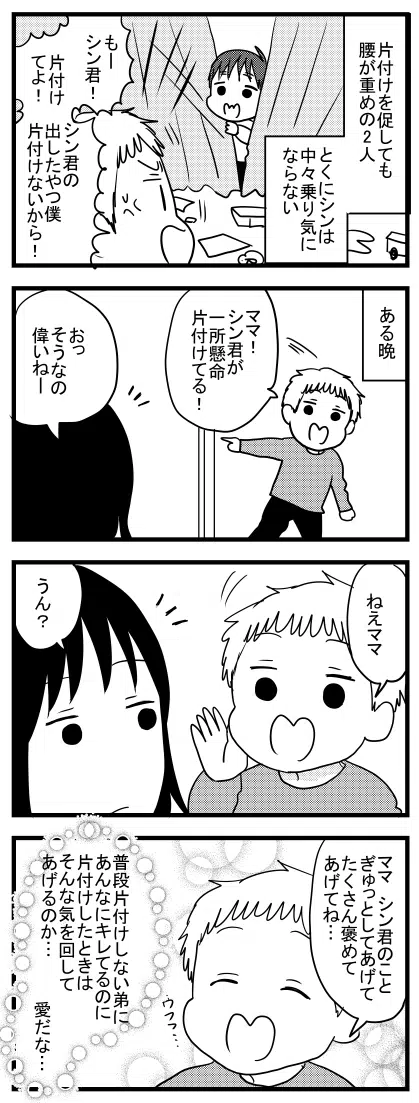 片付けを促しても
腰が重めの2人
とくにシンは
中々乗り気に
ならない
もー
シン君！
片付け
てよ！
シン君の
出したやつ僕
片付けないから！
ある晩
ママ！
シン君が
一所懸命
片付けてる！
おっ
そうなの
偉いねー
ねえママ
うん？
ママ シン君のこと
ぎゅっとしてあげて
たくさん褒めて
あげてね…
ウフフ…
普段片付けしない弟に
あんなにキレてるのに
片付けしたときは
そんな気を回して
あげるのか…
愛だな…